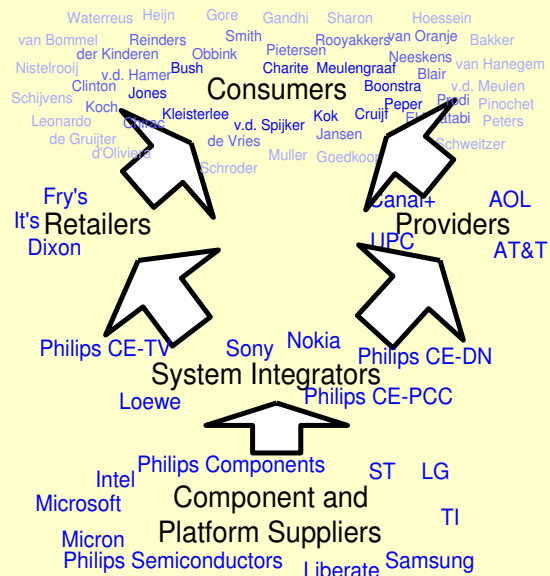 Waterreus Heijn Gore Gandhi Sharon Hoessein
van Bommel Reinders Smith Rooyakkers van Oranje Bakker
der Kinderen Obbink Pietersen Neeskens van Hanegem
Nistelrooij v.d. Hamer Bush Charite Meulengraaf Blair
Clinton Consumers Boonstra v.d. Meulen
Schijvens Jones Peper Prodi Pinochet
Koch Kleisterlee Kok Cruijf
Leonardo Chirac v.d. Spijker Jansen Peters
de Gruijter de Vries Schweitzer
d'Oliviera Muller Goedkoop
Schroder
Fry's Canal+ AOL
It's Retailers Providers
Dixon UPC AT&T
Philips CE-TV Sony Nokia Philips CE-DN
System Integrators
Loewe Philips CE-PCC
Philips Components ST LG
Intel
Microsoft Component and
TI
Micron Platform Suppliers
Philips Semiconductors Liberate Samsung